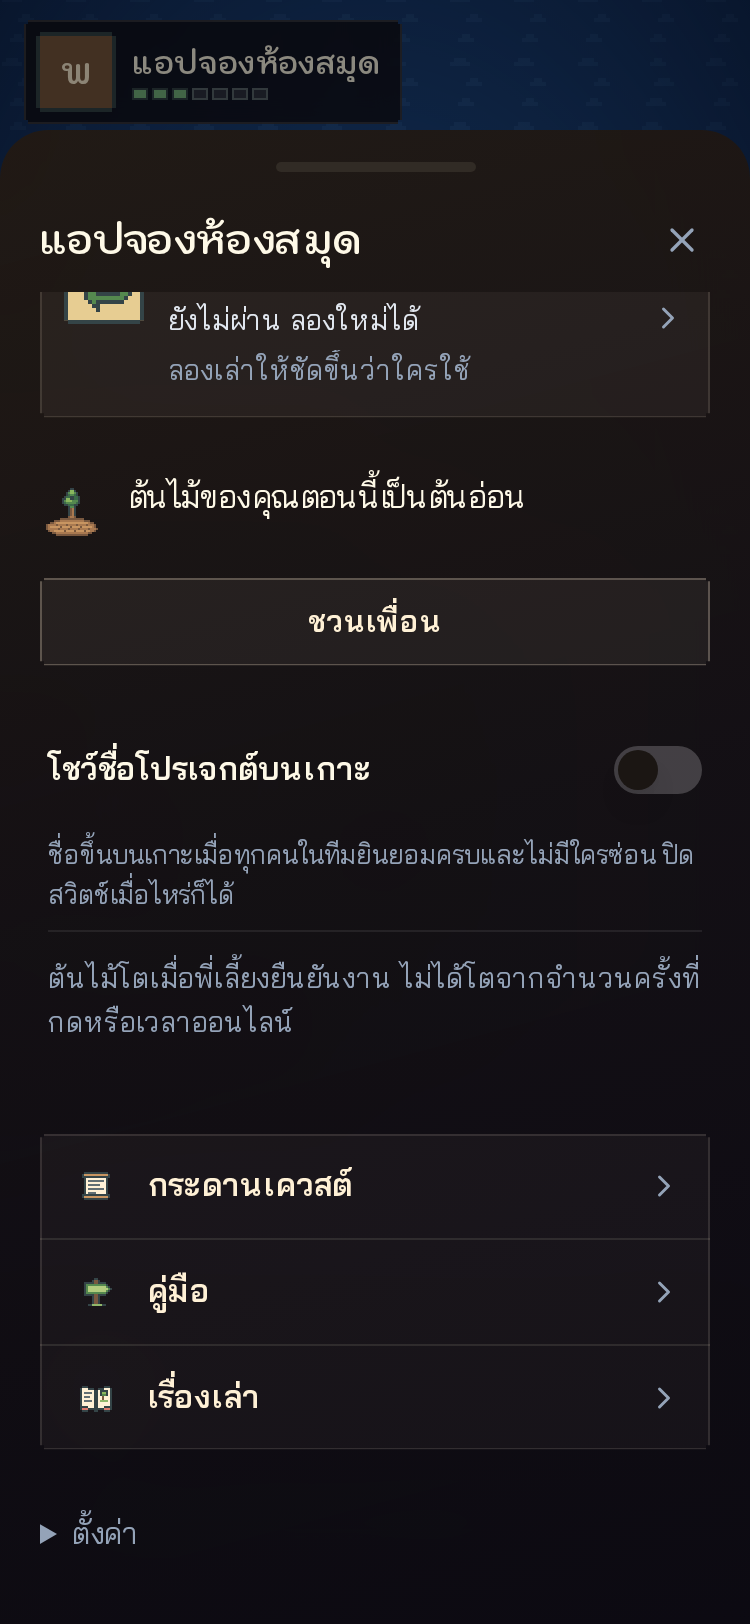 พ
แอปจองห้องสมุด
แอปจองห้องสมุด
ยังไม่ผ่าน ลองใหม่ได้
ลองเล่าให้ชัดขึ้นว่าใครใช้
ต้นไม้ของคุณตอนนี้เป็นต้นอ่อน
ชวนเพื่อน
โชว์ชื่อโปรเจกต์บนเกาะ
ชื่อขึ้นบนเกาะเมื่อทุกคนในทีมยินยอมครบและไม่มีใครซ่อน ปิด
สวิตช์เมื่อไหร่ก็ได้
ต้นไม้โตเมื่อพี่เลี้ยงยืนยันงาน ไม่ได้โตจากจำนวนครั้งที่
กดหรือเวลาออนไลน์
กระดานเควสต์
คู่มือ
เรื่องเล่า
ตั้งค่า